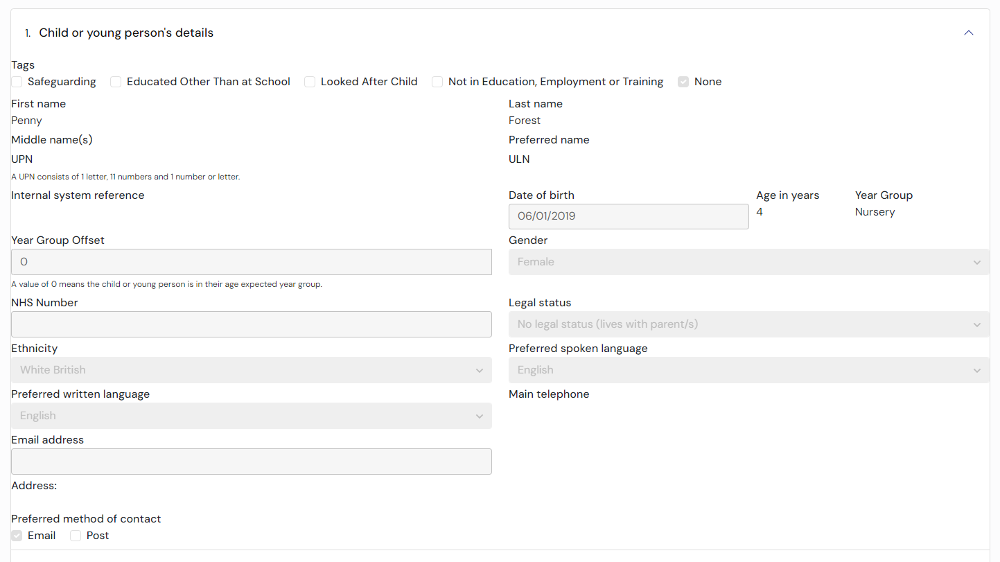 1. Child or young person's details
Tags
Safeguarding Educated Other Than at School Looked After Child Not in Education, Employment or Training None
First name Last name
Penny Forest
Middle name(s) Preferred name
UPN ULN
A UPN consists of 1 letter, 11 numbers and 1 number or letter.
Internal system reference Date of birth Age in years Year Group
06/01/2019 4 Nursery
Year Group Offset Gender
0 Female
A value of 0 means the child or young person is in their age expected year group.
NHS Number Legal status
No legal status (lives with parent/s)
Ethnicity Preferred spoken language
White British English
Preferred written language Main telephone
English
Email address
Address:
Preferred method of contact
Email Post